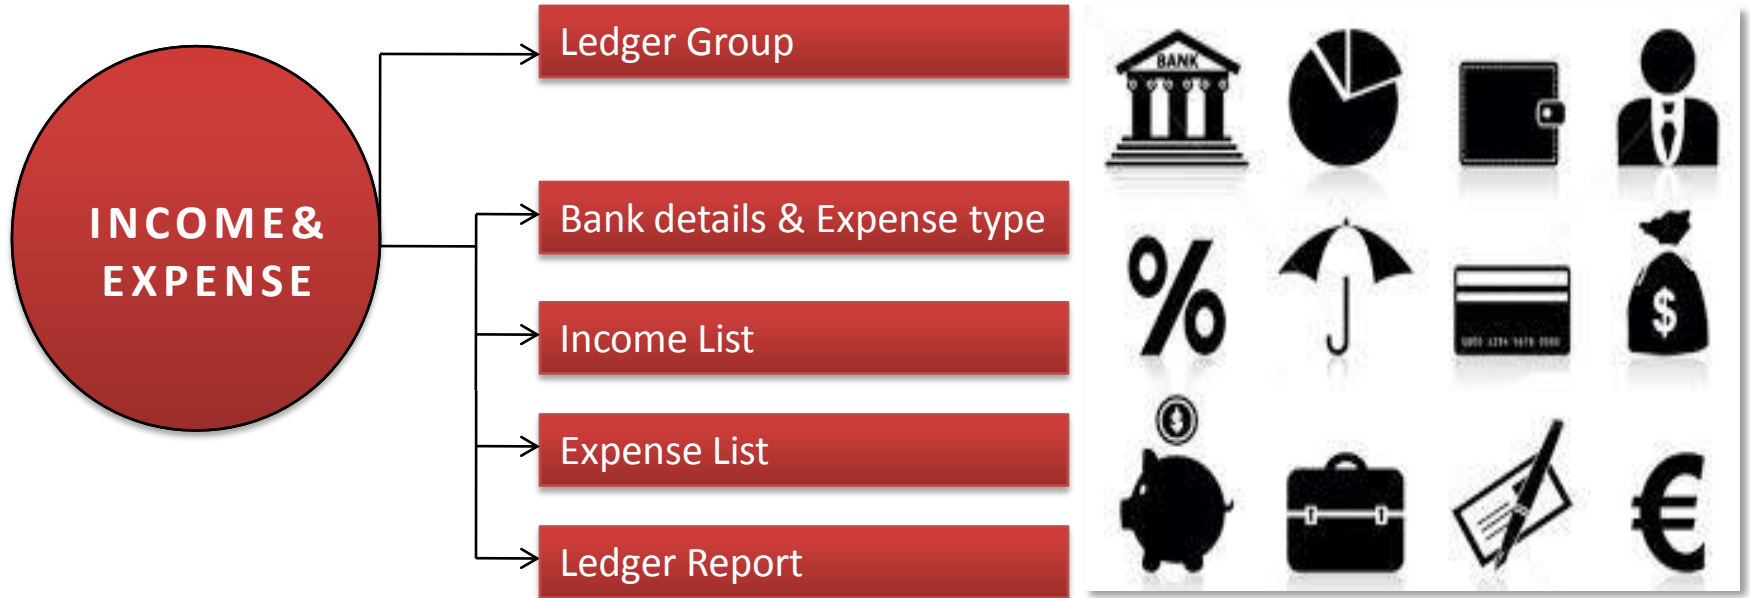 INCOME&
EXPENSE
Ledger Group
Bank details & Expense type
Income List
Expense List
Ledger Report
BANK
%
$
€